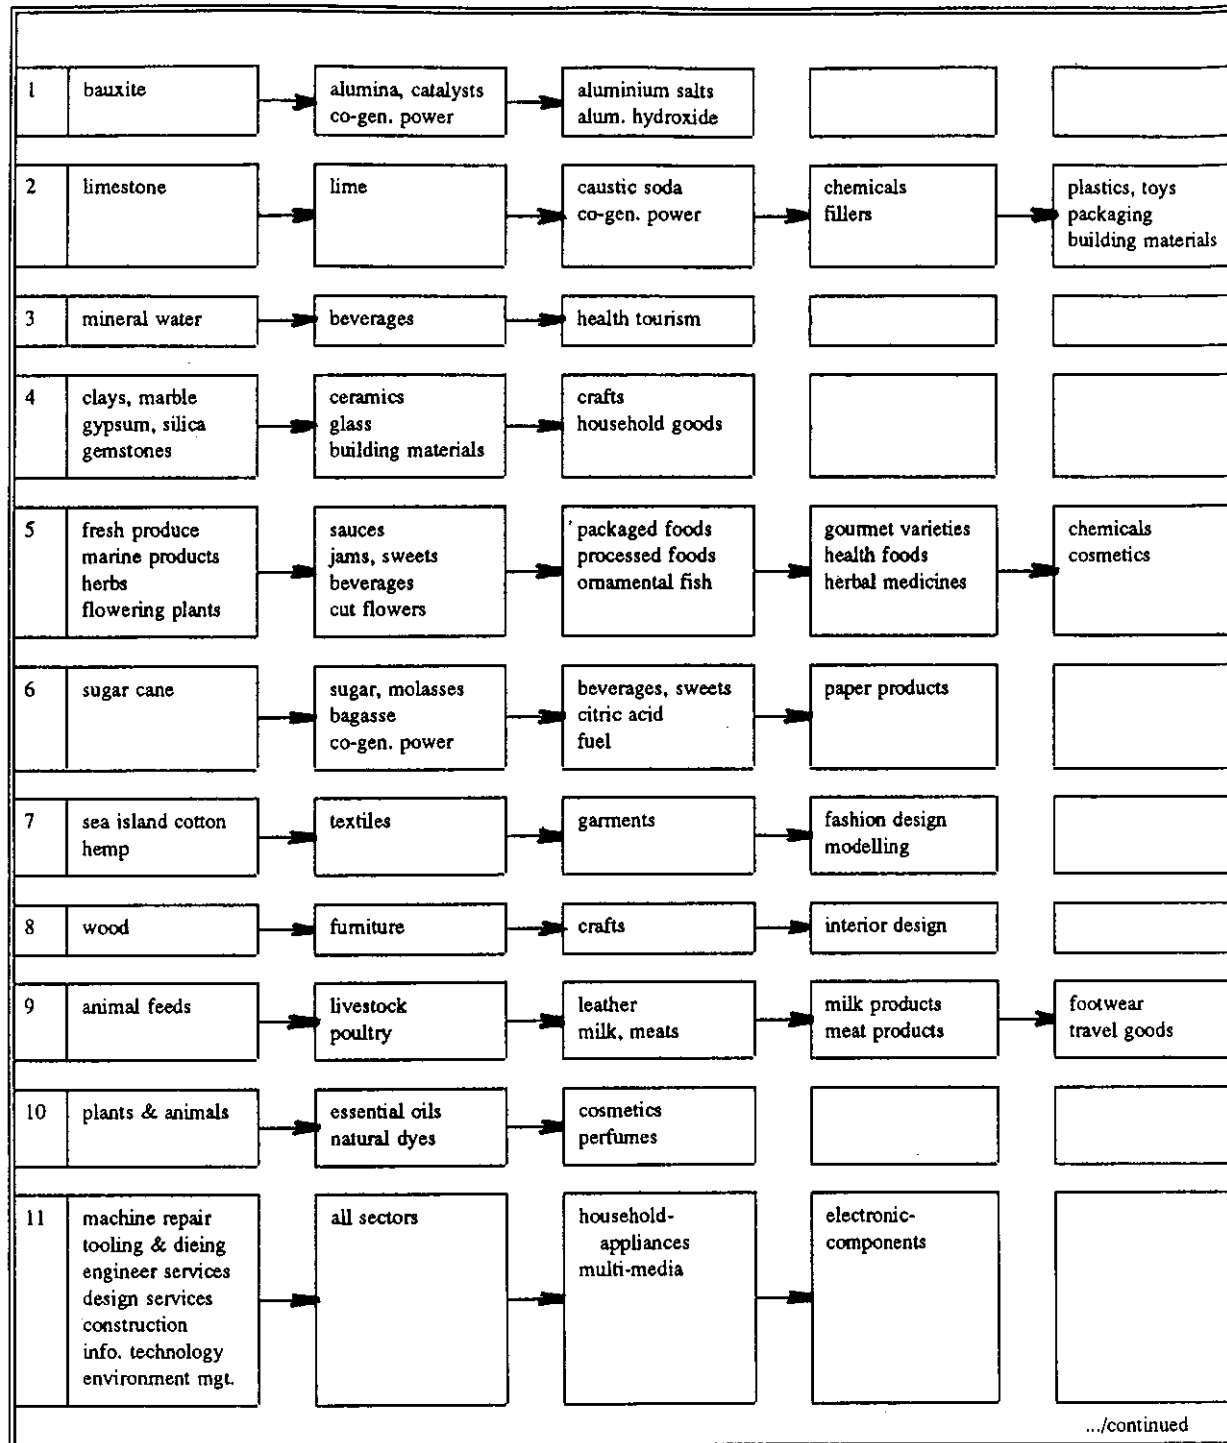 1
bauxite
alumina, catalysts
co-gen. power
aluminium salts
alum. hydroxide
2
limestone
lime
caustic soda
co-gen. power
chemicals
fillers
plastics, toys
packaging
building materials
3
mineral water
beverages
health tourism
4
clays, marble
gypsum, silica
gemstones
ceramics
glass
building materials
crafts
household goods
5
fresh produce
marine products
herbs
flowering plants
sauces
jams, sweets
beverages
cut flowers
packaged foods
processed foods
ornamental fish
gourmet varieties
health foods
herbal medicines
chemicals
cosmetics
6
sugar cane
sugar, molasses
bagasse
co-gen. power
beverages, sweets
citric acid
fuel
paper products
7
sea island cotton
hemp
textiles
garments
fashion design
modelling
8
wood
furniture
crafts
interior design
9
animal feeds
livestock
poultry
leather
milk, meats
milk products
meat products
footwear
travel goods
10
plants & animals
essential oils
natural dyes
cosmetics
perfumes
11
machine repair
tooling & dieing
engineer services
design services
construction
info. technology
environment mgt.
all sectors
household-
appliances
multi-media
electronic-
components
.../continued